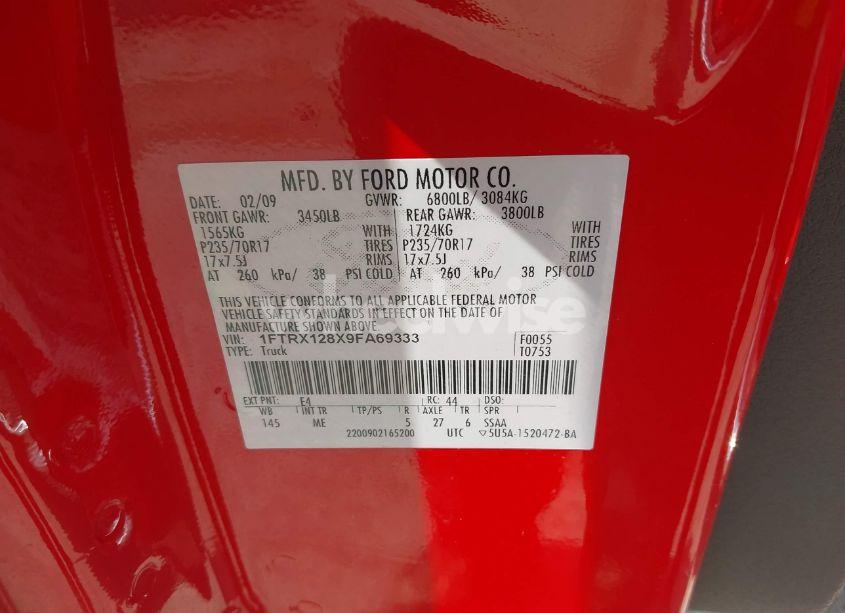 MFD. BY FORD MOTOR CO.
DATE: 02/09 GVWR: 6800LB/ 3084KG
FRONT GAWR: 3450LB REAR GAWR: 3800LB
1565KG WITH 1724KG WITH
P235/70R17 TIRES P235/70R17 TIRES
17x7.5J RIMS 17x7.5J RIMS
AT 260 kPa/ 38 PSI COLD AT 260 kPa/ 38 PSI COLD
THIS VEHICLE CONFORMS TO ALL APPLICABLE FEDERAL MOTOR
VEHICLE SAFETY STANDARDS IN EFFECT ON THE DATE OF
MANUFACTURE SHOWN ABOVE.
VIN: 1FTRX128X9FA69333 F0055
TYPE: Truck T0753
EXT PNT: E4 RC: 44 DSO:
WB INT TR TP/PS R AXLE TR SPR
145 ME 5 27 6 SSAA
2200902165200 UTC ▽5U5A-1520472-BA